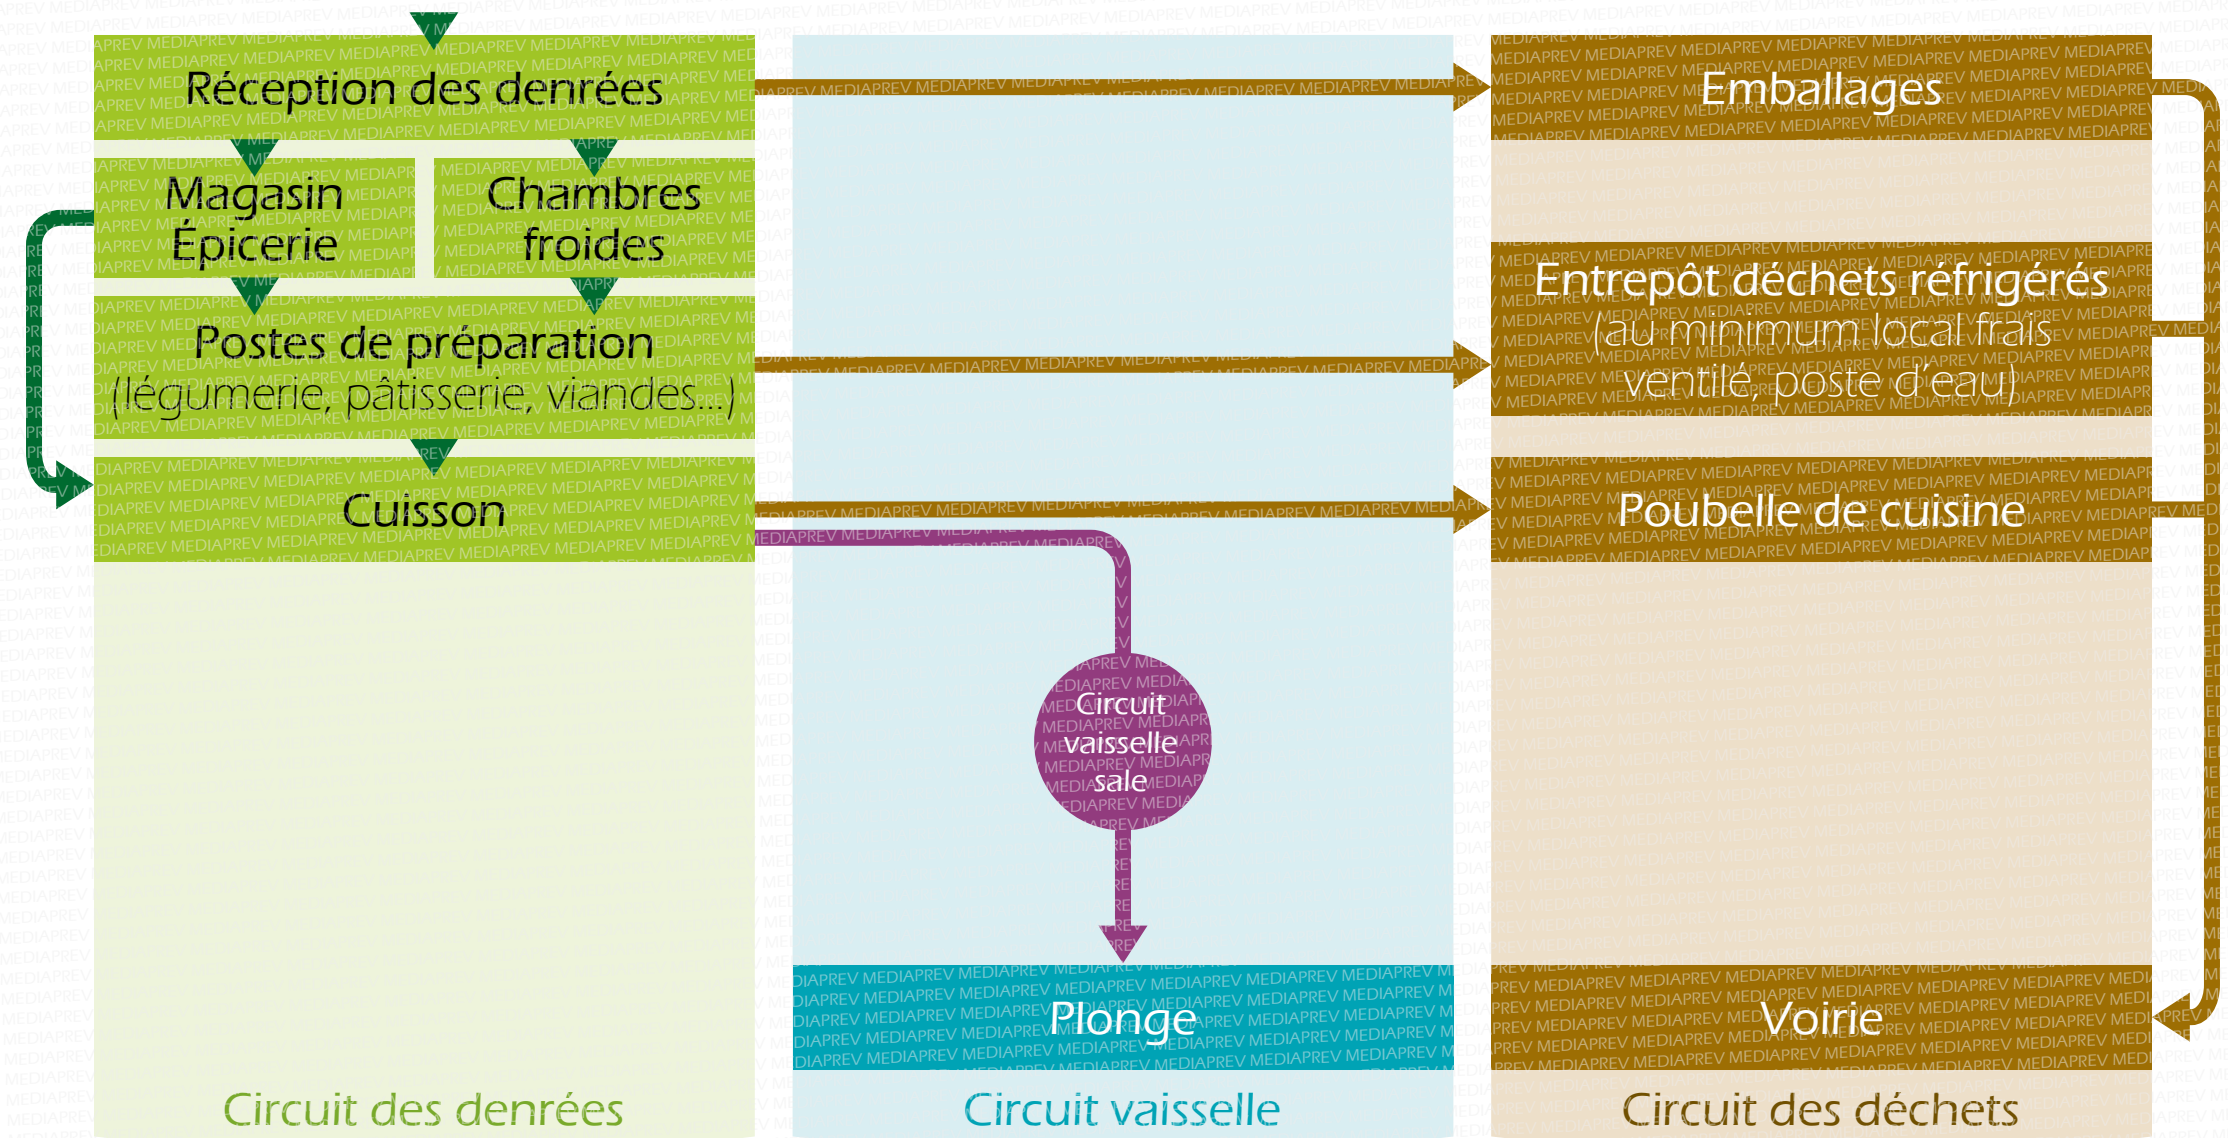 Réception des denrées
Magasin
Épicerie
Chambres
froides
Postes de préparation
(légumerie, pâtisserie, viandes...)
Cuisson
Circuit des denrées
Circuit
vaisselle
sale
Plonge
Circuit vaisselle
Emballages
Entrepôt déchets réfrigérés
(au minimum local frais
ventilé, poste d'eau)
Poubelle de cuisine
Voirie
Circuit des déchets
MEDIAPREV